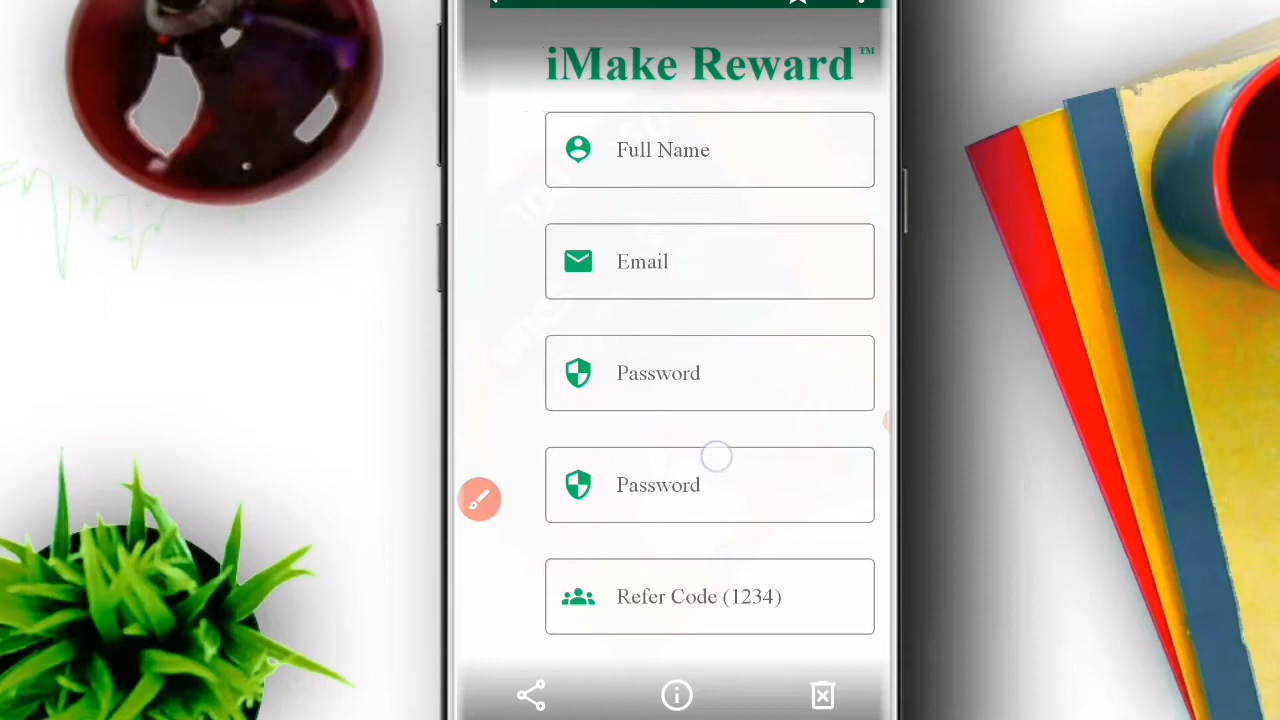 iMake Reward™
Full Name
Email
Password
Password
Refer Code (1234)